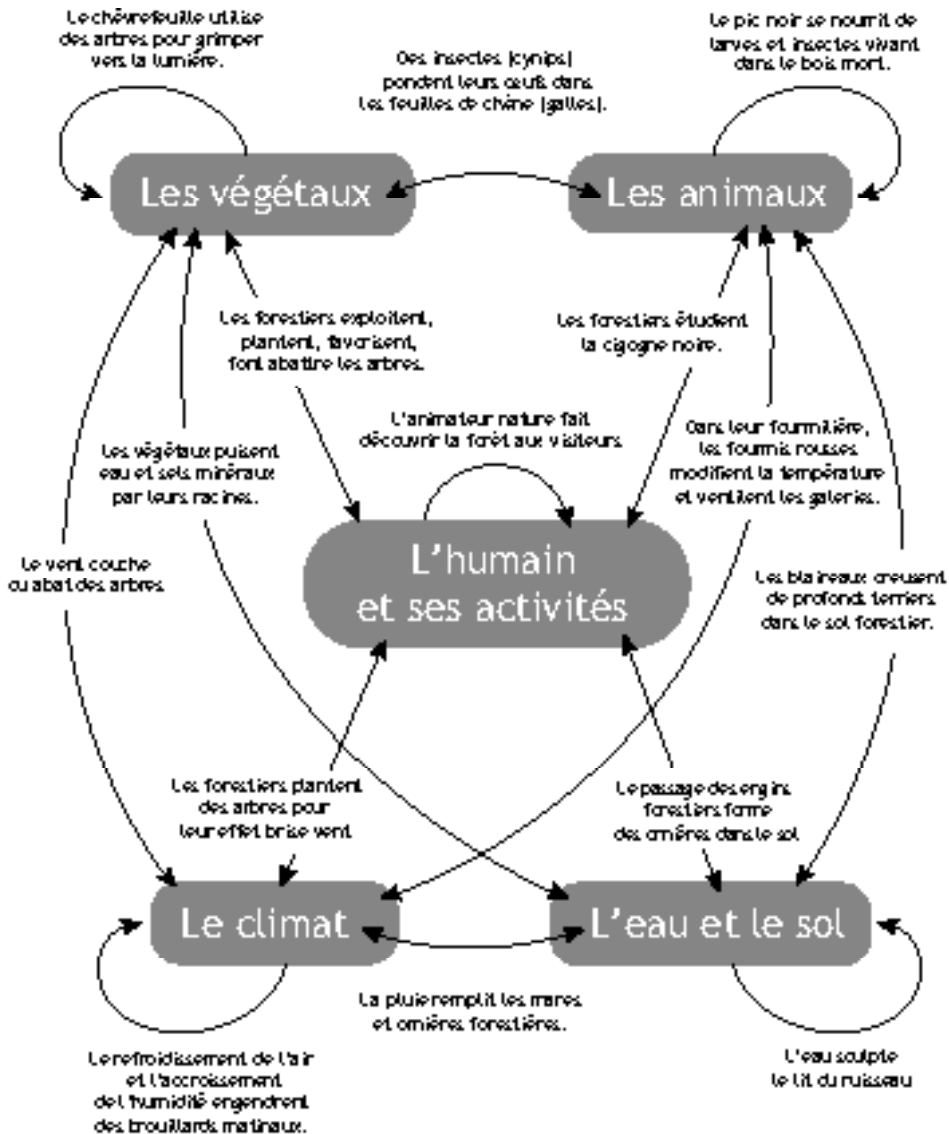 Le chèvrefeuille utilise
des arbres pour grimper
vers la lumière.
Des insectes (cynips)
pondent leurs œufs dans
les feuilles de chêne (galles).
Le pic noir se nourrit de
larves et insectes vivant
dans le bois mort.
Les végétaux
Les animaux
Les forestiers exploitent,
plantent, favorisent,
font abattre les arbres.
Les forestiers étudient
la cigogne noire.
L'animateur nature fait
découvrir la forêt aux visiteurs
Les végétaux puisent
eau et sels minéraux
par leurs racines.
Dans leur fourmilière,
les fourmis rousses
modifient la température
et ventilent les galeries.
Le vent couche
ou abat des arbres
L'humain
et ses activités
Les blaireaux creusent
de profonds terriers
dans le sol forestier.
Les forestiers plantent
des arbres pour
leur effet brise vent
Le passage des engins
forestiers forme
des ornières dans le sol
Le climat
L'eau et le sol
La pluie remplit les mares
et ornières forestières.
Le refroidissement de l'air
et l'accroissement
de l'humidité engendrent
des brouillards matinaux.
L'eau sculpte
le lit du ruisseau